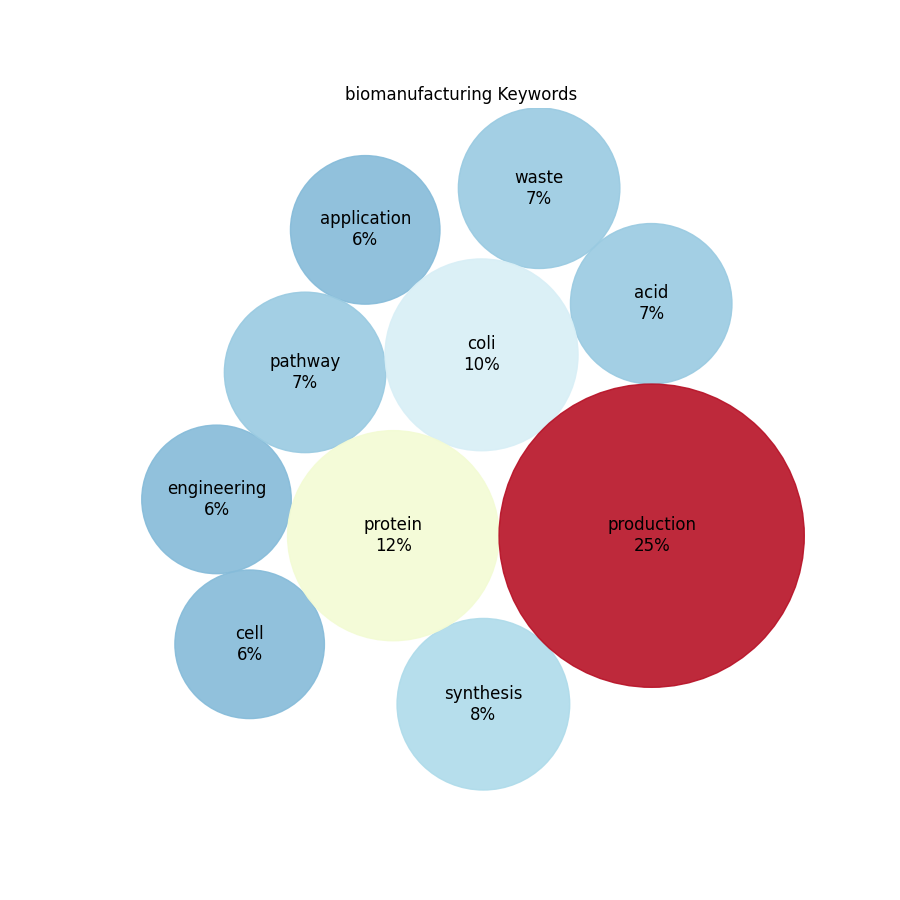 biomanufacturing Keywords
waste
7%
application
6%
acid
7%
coli
10%
pathway
7%
engineering
6%
protein
12%
production
25%
cell
6%
synthesis
8%